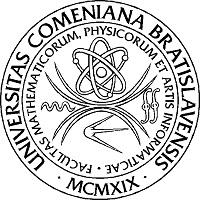 UNIVERSITAS COMENIANA BRATISLAVENSIS
· MCMXIX ·
FACULTAS MATHEMATICORUM, PHYSICORUM ET ARTIS INFORMATICAE ·